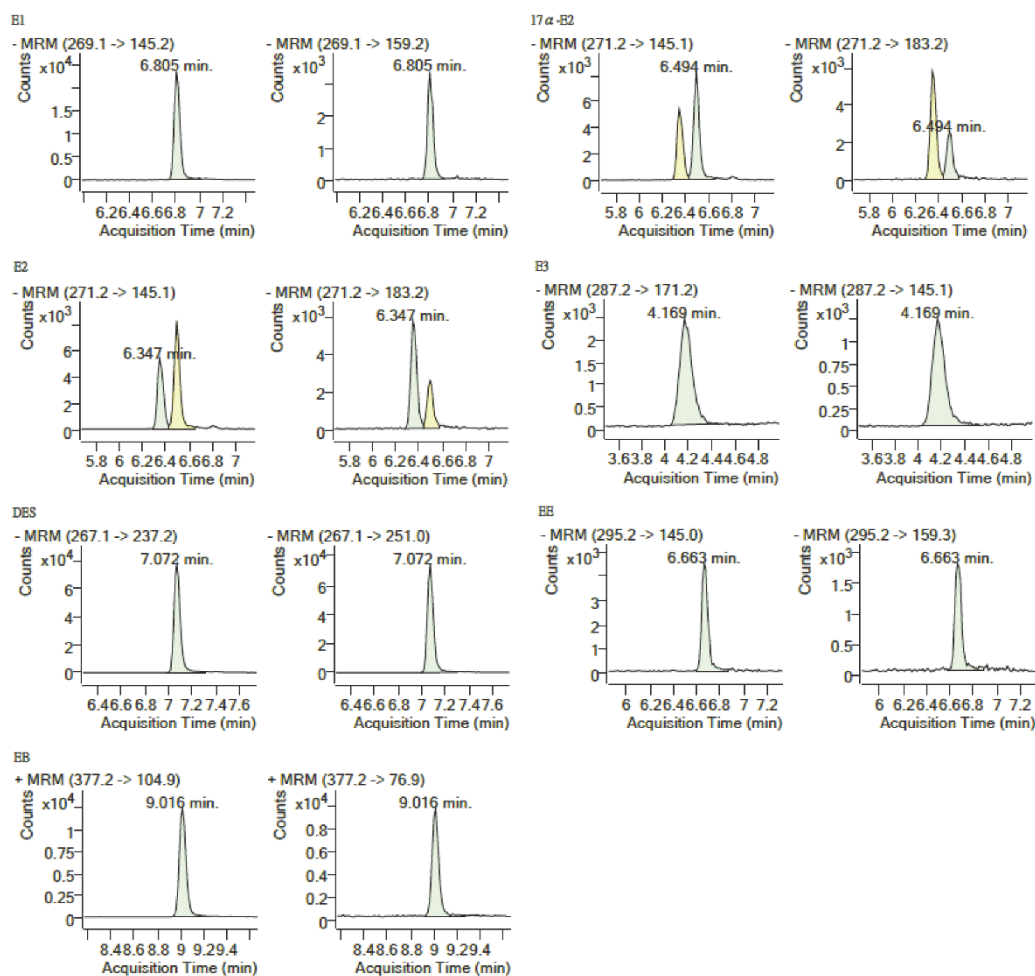 E1
- MRM (269.1 -> 145.2)
x10⁴
6.805 min.
1.5
1
0.5
0
Counts
6.26.46.66.8 7 7.2
Acquisition Time (min)
- MRM (269.1 -> 159.2)
x10³
6.805 min.
3
2
1
0
Counts
6.26.46.66.8 7 7.2
Acquisition Time (min)
17α-E2
- MRM (271.2 -> 145.1)
x10³
6.494 min.
6
4
2
0
Counts
5.8 6 6.26.46.66.8 7
Acquisition Time (min)
- MRM (271.2 -> 183.2)
x10³
6.494 min.
4
2
0
Counts
5.8 6 6.26.46.66.8 7
Acquisition Time (min)
E2
- MRM (271.2 -> 145.1)
x10³
6.347 min.
6
4
2
0
Counts
5.8 6 6.26.46.66.8 7
Acquisition Time (min)
- MRM (271.2 -> 183.2)
x10³
6.347 min.
4
2
0
Counts
5.8 6 6.26.46.66.8 7
Acquisition Time (min)
E3
- MRM (287.2 -> 171.2)
x10³
4.169 min.
2
1.5
1
0.5
0
Counts
3.63.8 4 4.2 4.44.64.8
Acquisition Time (min)
- MRM (287.2 -> 145.1)
x10³
4.169 min.
1
0.75
0.5
0.25
0
Counts
3.63.8 4 4.2 4.44.64.8
Acquisition Time (min)
DES
- MRM (267.1 -> 237.2)
x10⁴
7.072 min.
6
4
2
0
Counts
6.46.66.8 7 7.2 7.47.6
Acquisition Time (min)
- MRM (267.1 -> 251.0)
x10⁴
7.072 min.
6
4
2
0
Counts
6.46.66.8 7 7.2 7.47.6
Acquisition Time (min)
EE
- MRM (295.2 -> 145.0)
x10³
6.663 min.
3
2
1
0
Counts
6 6.26.46.66.8 7 7.2
Acquisition Time (min)
- MRM (295.2 -> 159.3)
x10³
6.663 min.
1.5
1
0.5
0
Counts
6 6.26.46.66.8 7 7.2
Acquisition Time (min)
EB
+ MRM (377.2 -> 104.9)
x10⁴
9.016 min.
1
0.75
0.5
0.25
0
Counts
8.48.6 8.8 9 9.29.4
Acquisition Time (min)
+ MRM (377.2 -> 76.9)
x10⁴
9.016 min.
0.8
0.6
0.4
0.2
0
Counts
8.48.6 8.8 9 9.29.4
Acquisition Time (min)